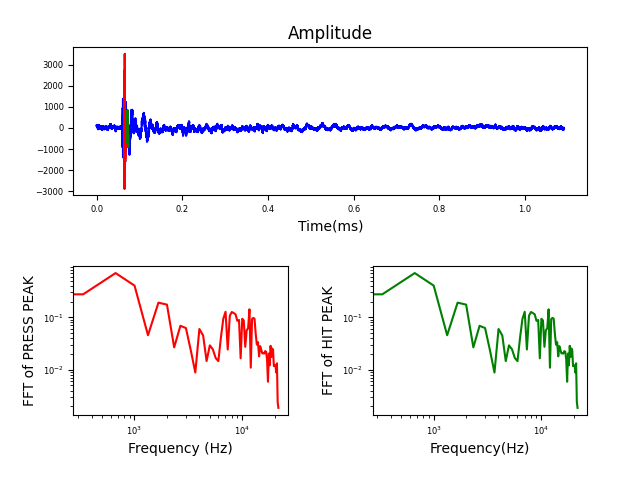 Amplitude
3000
2000
1000
0
−1000
−2000
−3000
0.0 0.2 0.4 0.6 0.8 1.0
Time(ms)
FFT of PRESS PEAK
10⁻¹
10⁻²
10³ 10⁴
Frequency (Hz)
FFT of HIT PEAK
10⁻¹
10⁻²
10³ 10⁴
Frequency(Hz)